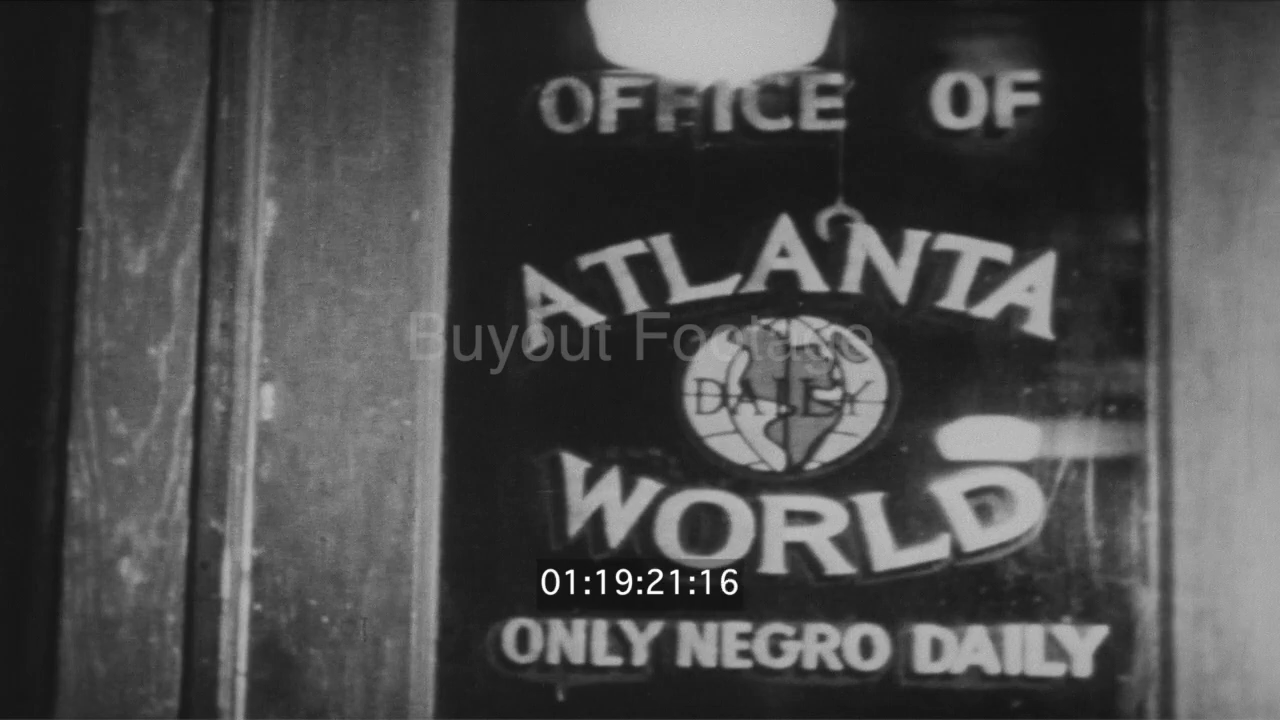 OFFICE OF
ATLANTA
Buyout Footage
DAILY
WORLD
01:19:21:16
ONLY NEGRO DAILY